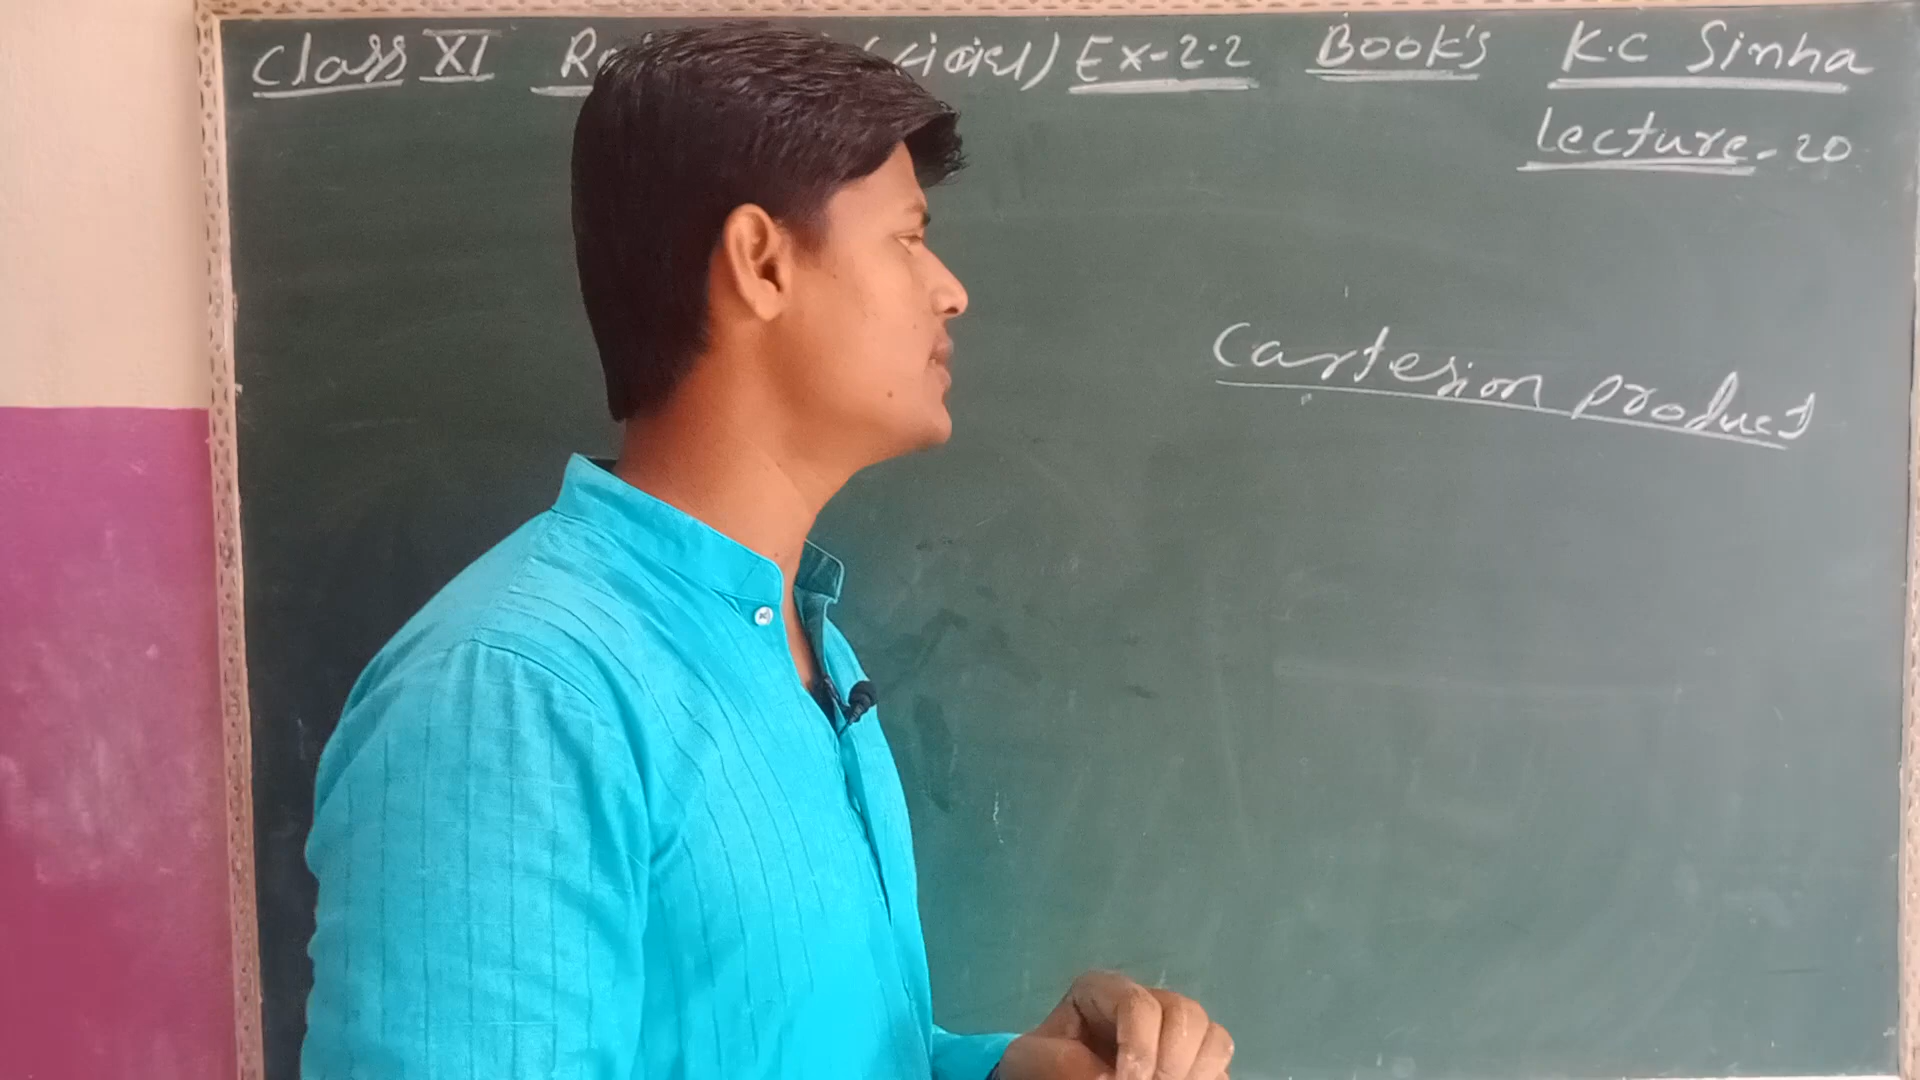 Class XI (संबंध) Ex-2.2 Book's K.C Sinha
Lecture-20
Cartesion product